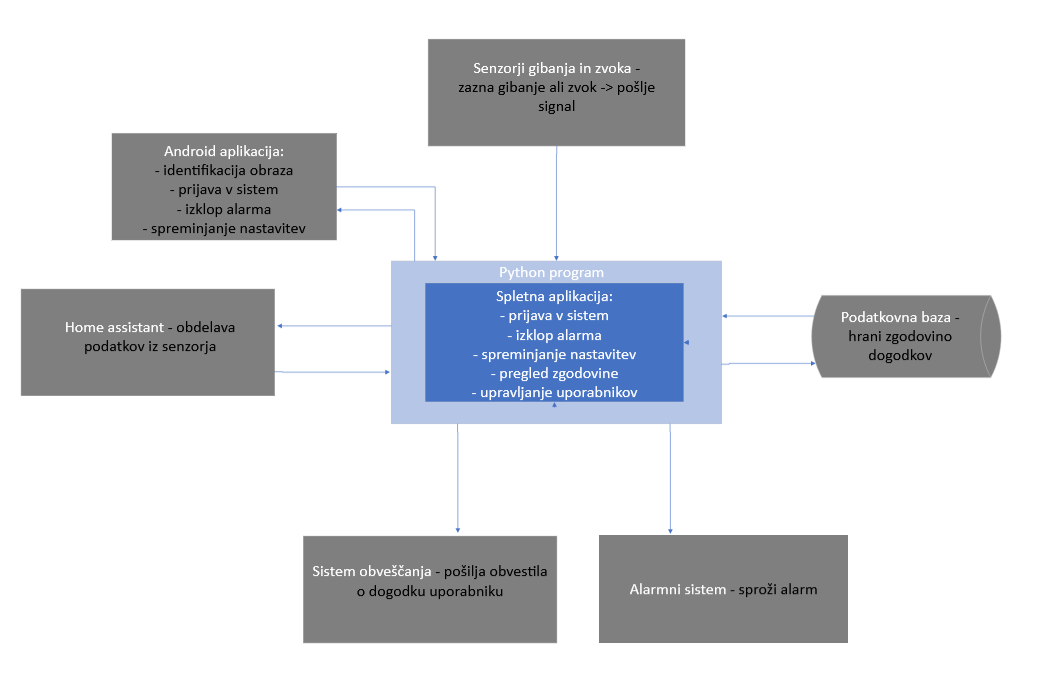 Senzorji gibanja in zvoka -
zazna gibanje ali zvok -> pošlje
signal
Android aplikacija:
- identifikacija obraza
- prijava v sistem
- izklop alarma
- spreminjanje nastavitev
Python program
Spletna aplikacija:
- prijava v sistem
- izklop alarma
- spreminjanje nastavitev
- pregled zgodovine
- upravljanje uporabnikov
Home assistant - obdelava
podatkov iz senzorja
Podatkovna baza -
hrani zgodovino
dogodkov
Sistem obveščanja - pošilja obvestila
o dogodku uporabniku
Alarmni sistem - sproži alarm